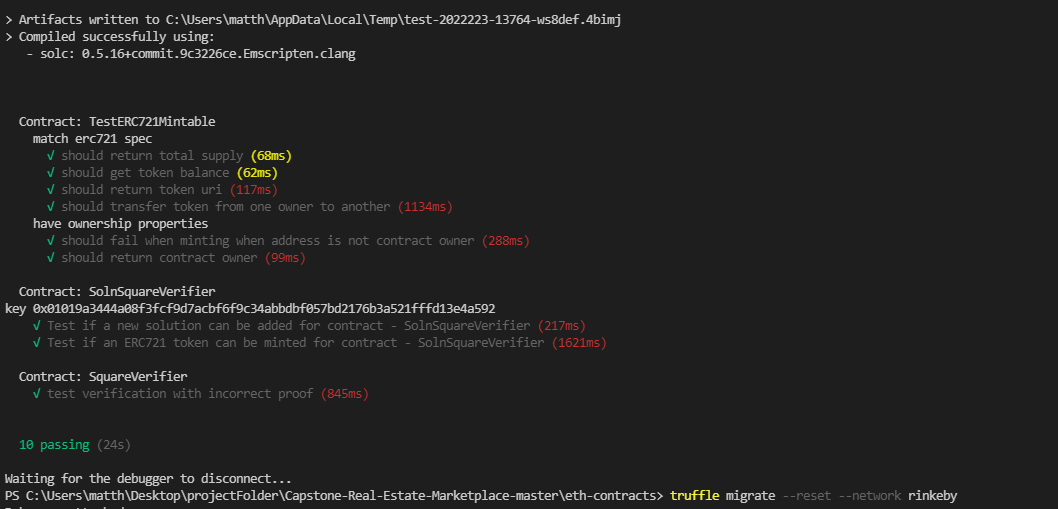 > Artifacts written to C:\Users\matth\AppData\Local\Temp\test-2022223-13764-ws8def.4bimj
> Compiled successfully using:
- solc: 0.5.16+commit.9c3226ce.Emscripten.clang
Contract: TestERC721Mintable
match erc721 spec
√ should return total supply (68ms)
√ should get token balance (62ms)
√ should return token uri (117ms)
√ should transfer token from one owner to another (1134ms)
have ownership properties
√ should fail when minting when address is not contract owner (288ms)
√ should return contract owner (99ms)
Contract: SolnSquareVerifier
key 0x01019a3444a08f3fcf9d7acbf6f9c34abbdbf057bd2176b3a521fffd13e4a592
√ Test if a new solution can be added for contract - SolnSquareVerifier (217ms)
√ Test if an ERC721 token can be minted for contract - SolnSquareVerifier (1621ms)
Contract: SquareVerifier
√ test verification with incorrect proof (845ms)
10 passing (24s)
Waiting for the debugger to disconnect...
PS C:\Users\matth\Desktop\projectFolder\Capstone-Real-Estate-Marketplace-master\eth-contracts> truffle migrate --reset --network rinkeby